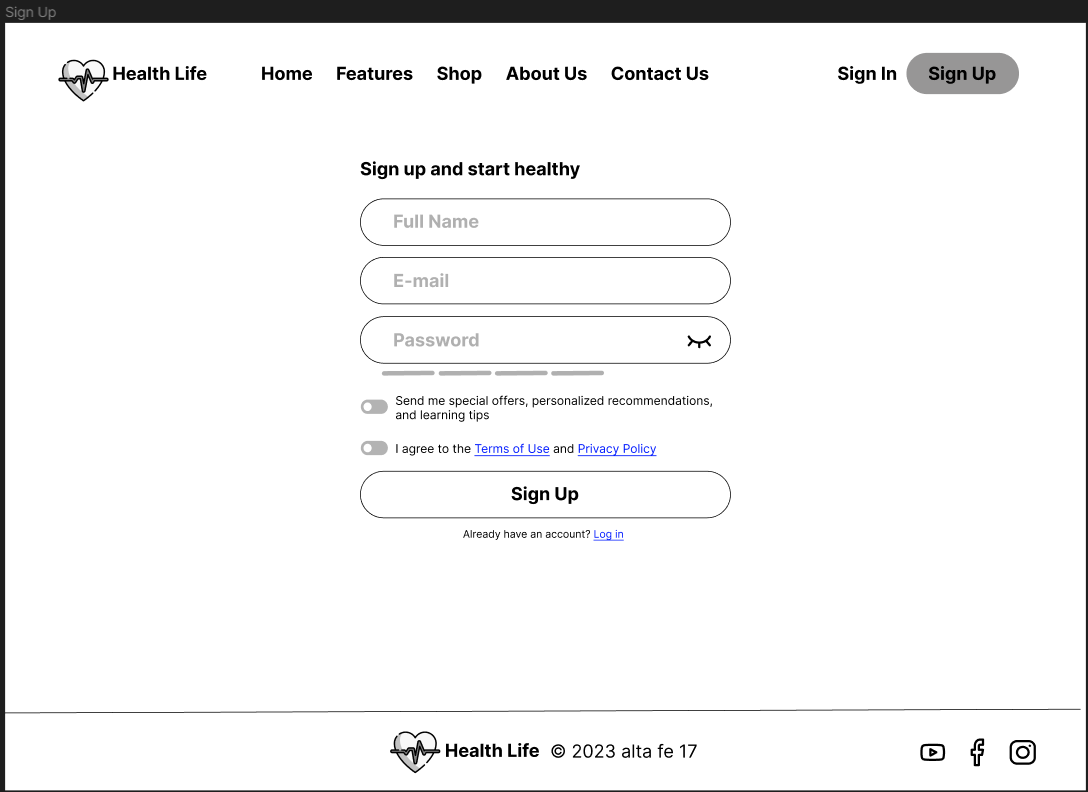 Sign Up
Health Life Home Features Shop About Us Contact Us Sign In Sign Up
Sign up and start healthy
Full Name
E-mail
Password
Send me special offers, personalized recommendations,
and learning tips
I agree to the Terms of Use and Privacy Policy
Sign Up
Already have an account? Log in
Health Life © 2023 alta fe 17